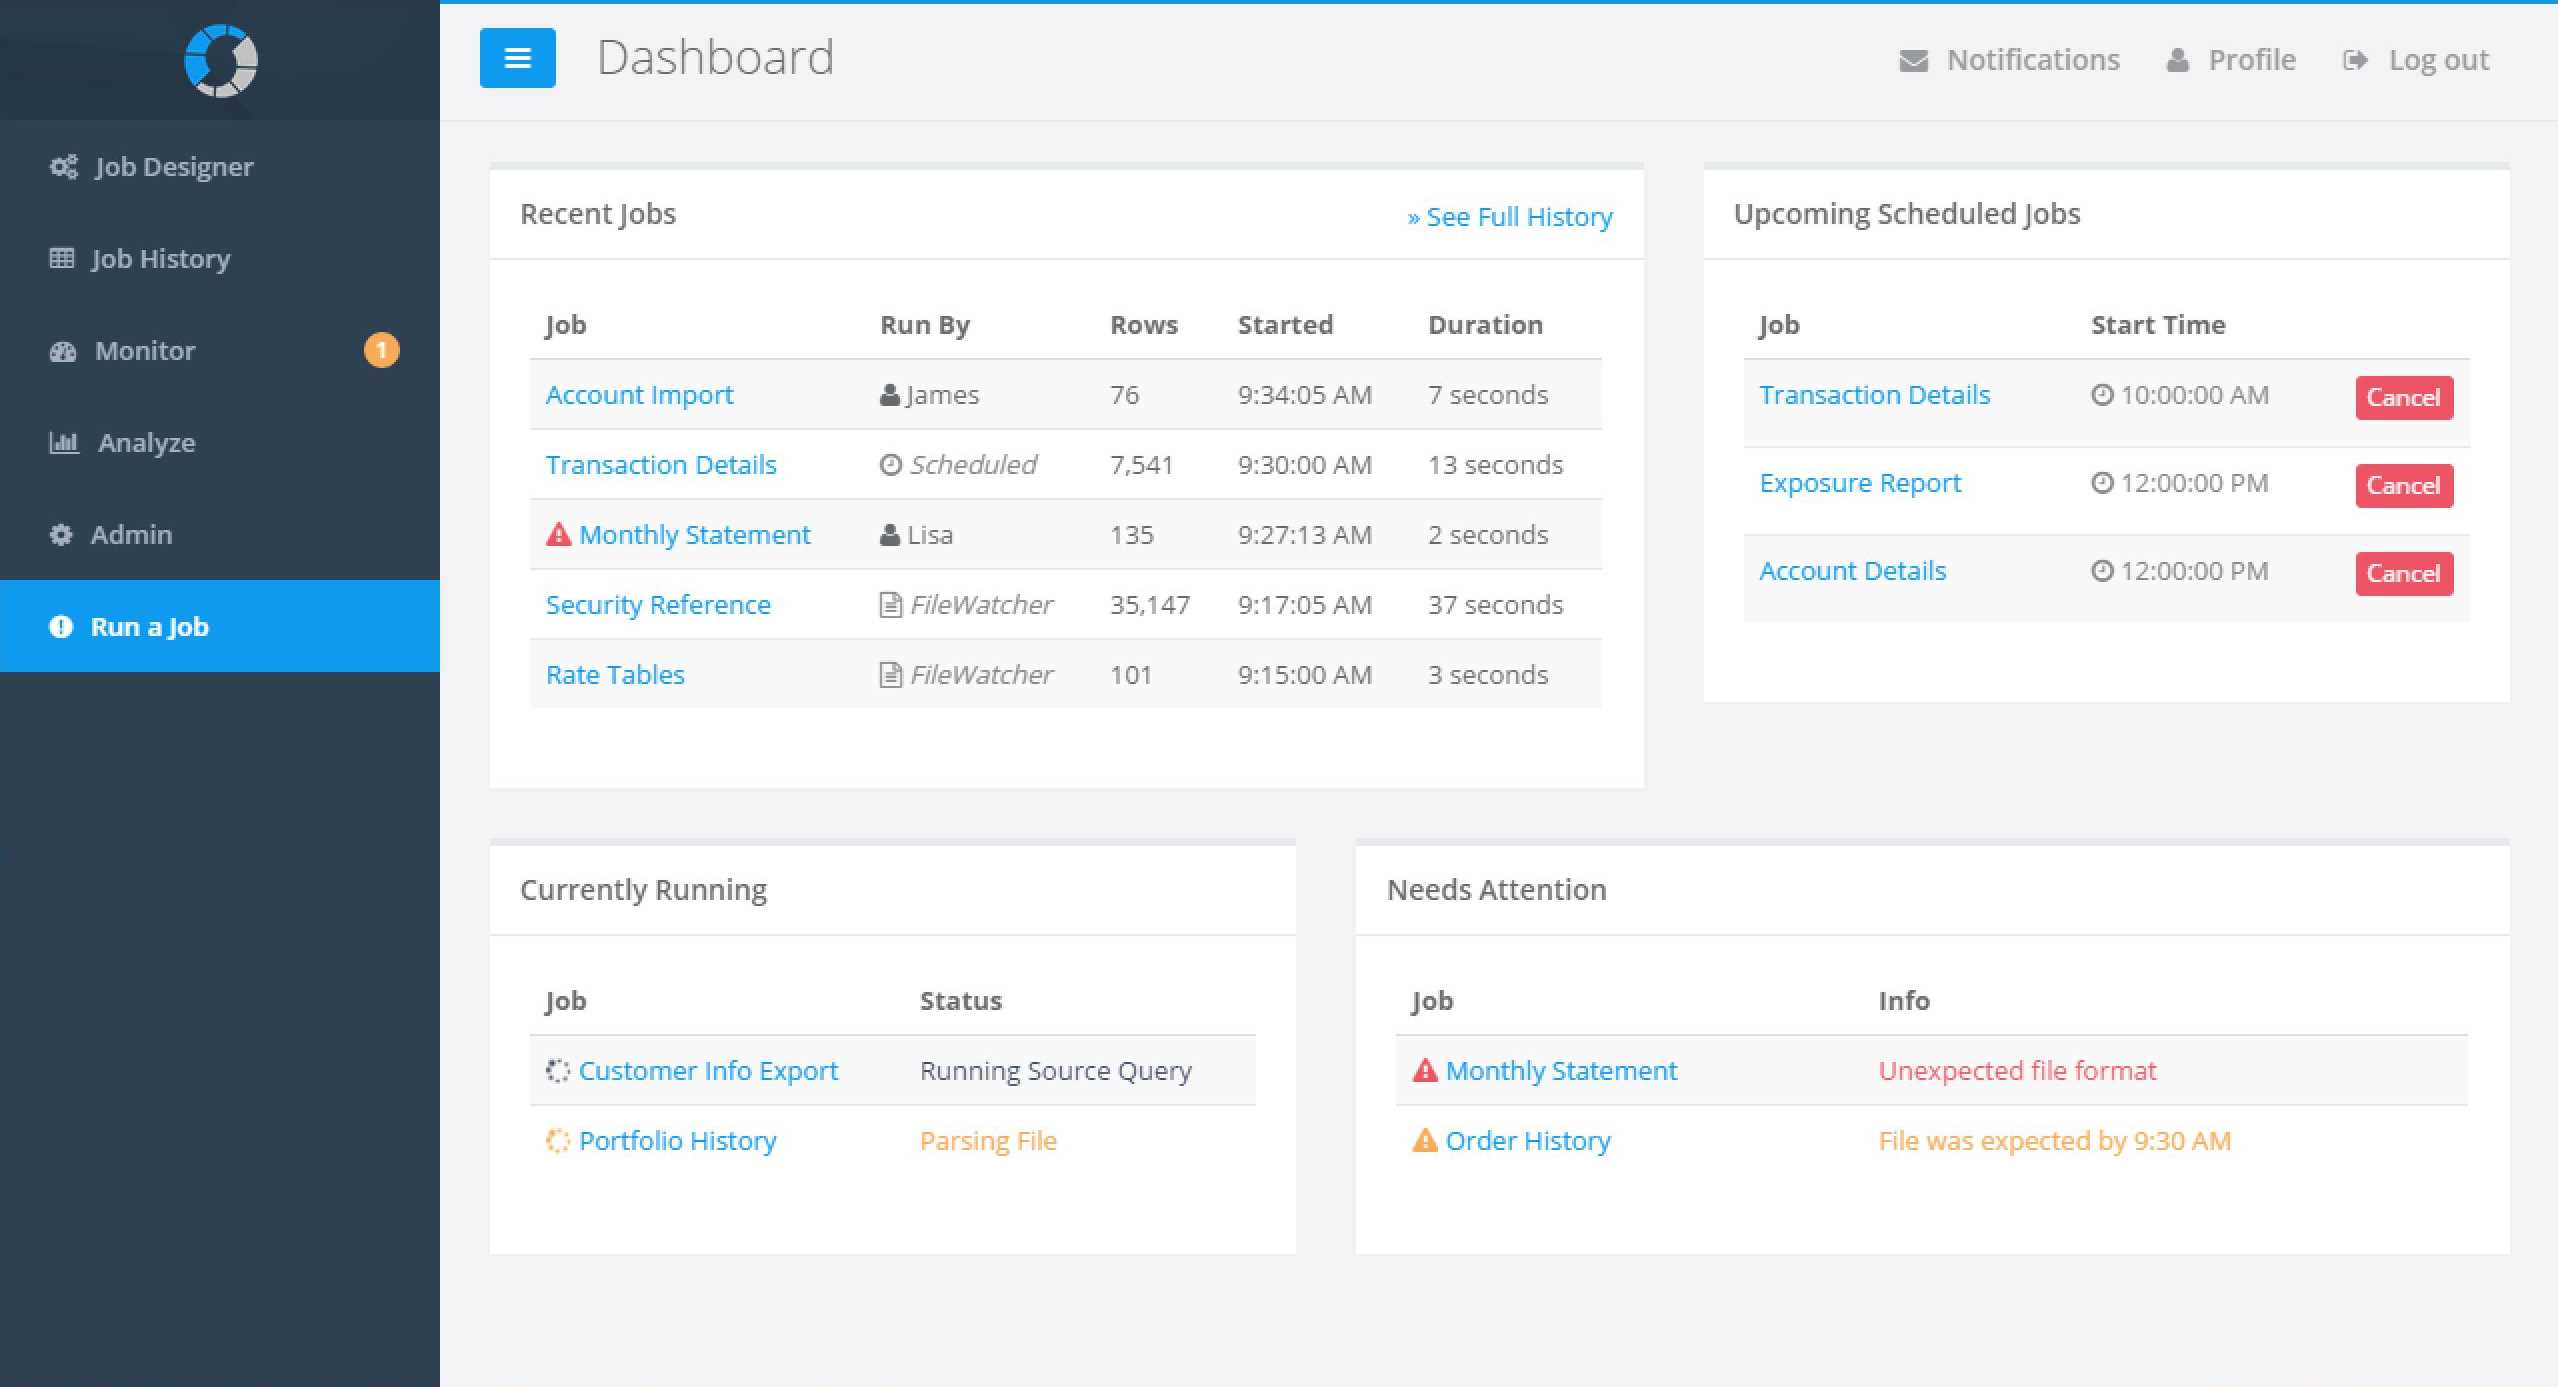 Dashboard
Notifications
Profile
Log out
Job Designer
Job History
Monitor 1
Analyze
Admin
Run a Job
Recent Jobs » See Full History
Job Run By Rows Started Duration
Account Import James 76 9:34:05 AM 7 seconds
Transaction Details Scheduled 7,541 9:30:00 AM 13 seconds
Monthly Statement Lisa 135 9:27:13 AM 2 seconds
Security Reference FileWatcher 35,147 9:17:05 AM 37 seconds
Rate Tables FileWatcher 101 9:15:00 AM 3 seconds
Upcoming Scheduled Jobs
Job Start Time
Transaction Details 10:00:00 AM Cancel
Exposure Report 12:00:00 PM Cancel
Account Details 12:00:00 PM Cancel
Currently Running
Job Status
Customer Info Export Running Source Query
Portfolio History Parsing File
Needs Attention
Job Info
Monthly Statement Unexpected file format
Order History File was expected by 9:30 AM